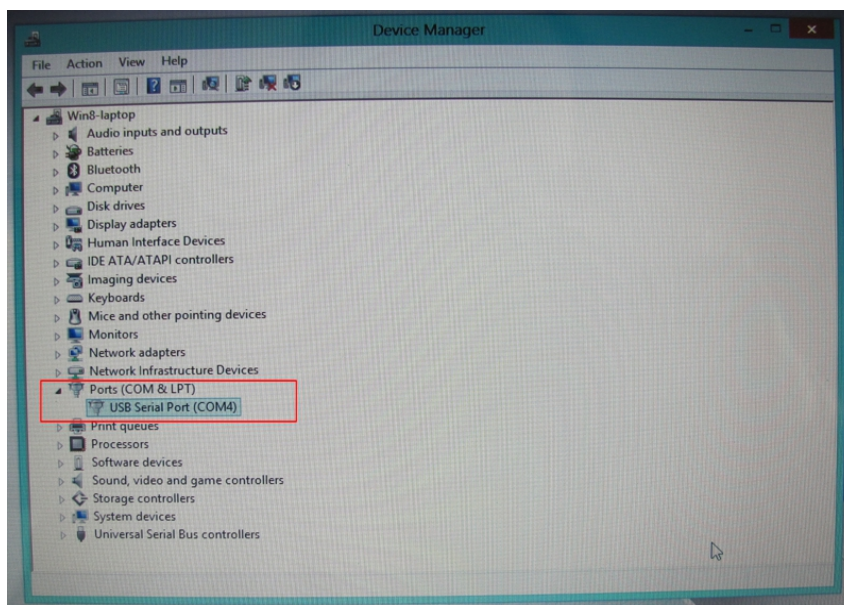 Device Manager
File Action View Help
Win8-laptop
Audio inputs and outputs
Batteries
Bluetooth
Computer
Disk drives
Display adapters
Human Interface Devices
IDE ATA/ATAPI controllers
Imaging devices
Keyboards
Mice and other pointing devices
Monitors
Network adapters
Network Infrastructure Devices
Ports (COM & LPT)
USB Serial Port (COM4)
Print queues
Processors
Software devices
Sound, video and game controllers
Storage controllers
System devices
Universal Serial Bus controllers